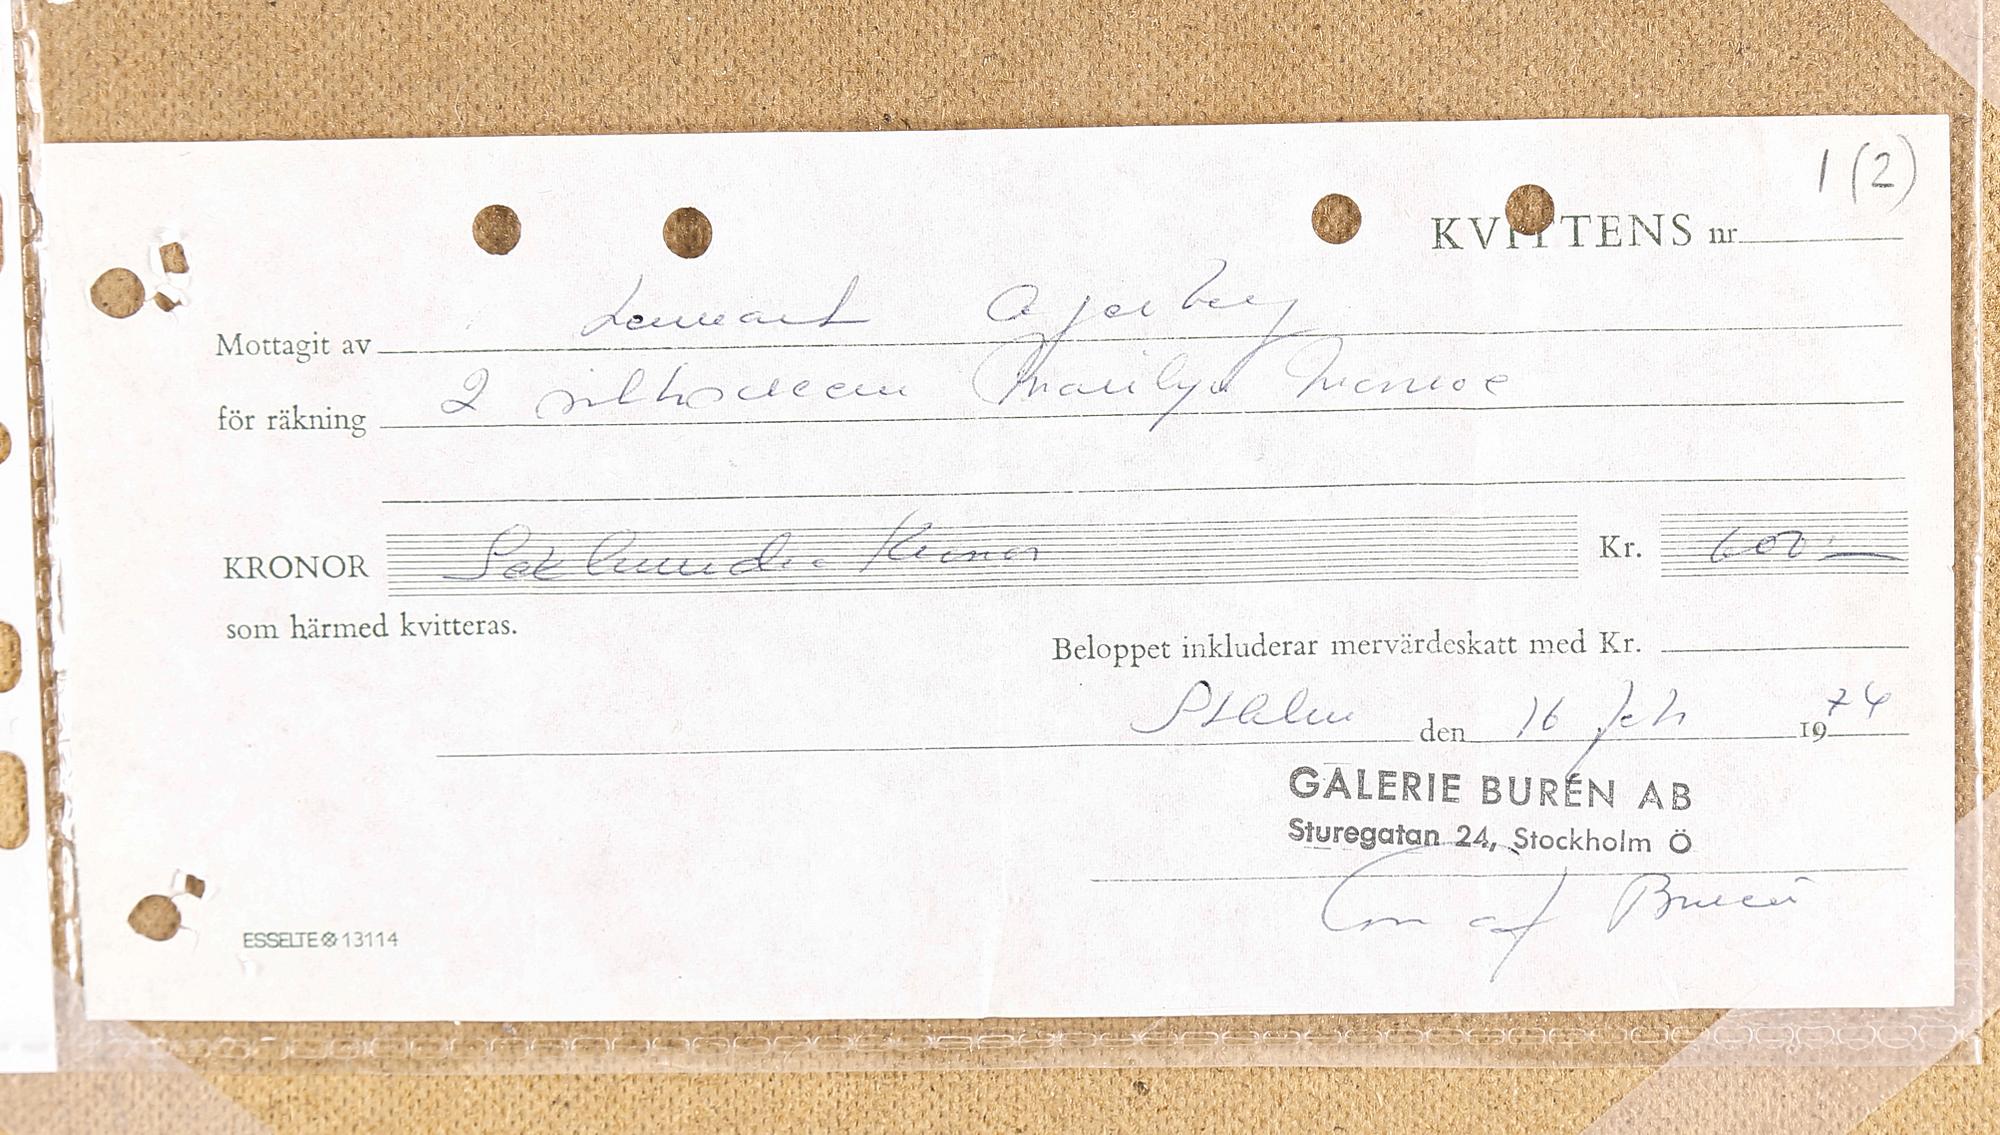 1 (2)
KVITTENS nr
Mottagit av Lennart
för räkning 2 silkscreen Marilyn Monroe
KRONOR Sexhundra Kronor Kr. 600:-
som härmed kvitteras.
Beloppet inkluderar mervärdeskatt med Kr.
Sthlm den 16 feb 1974
GALERIE BURÉN AB
Sturegatan 24, Stockholm Ö
af Burén
ESSELTE 13114